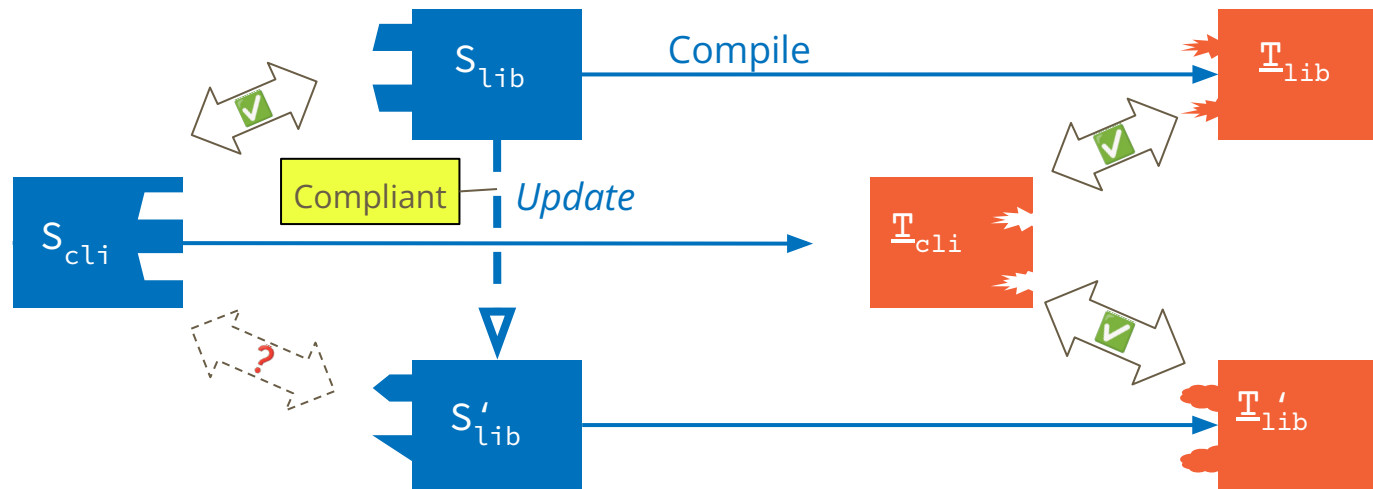 S_lib
Compile
T_lib
Compliant
Update
S_cli
T_cli
?
S‘_lib
T‘_lib